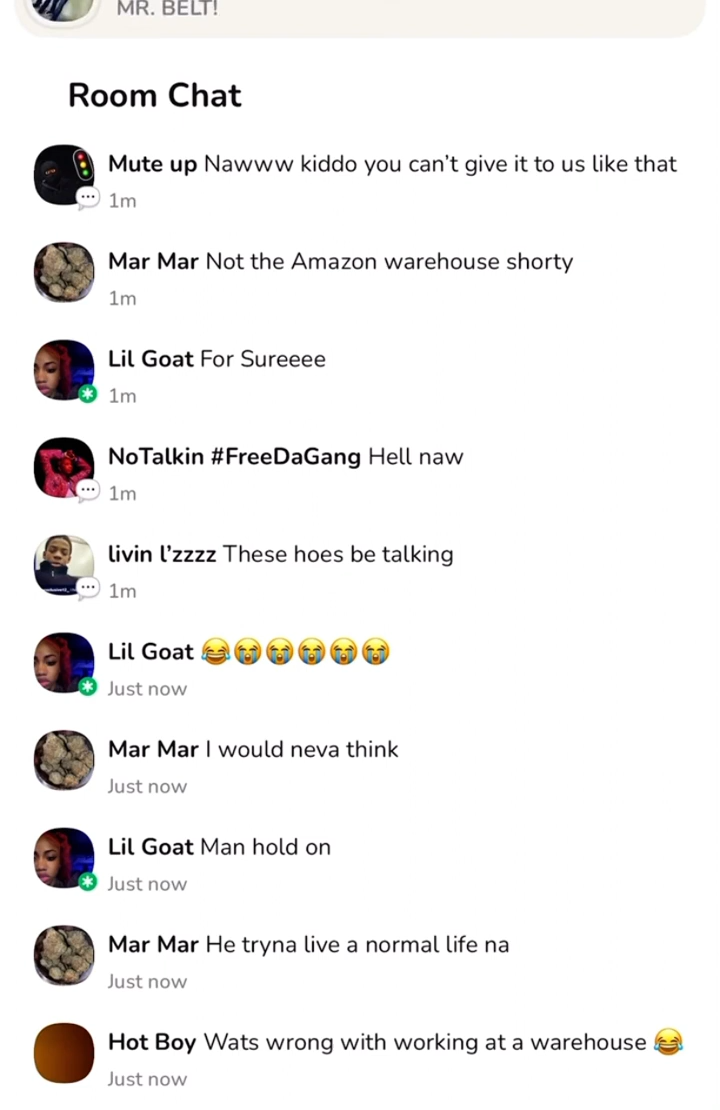 MR. BELT!
Room Chat
Mute up Nawww kiddo you can't give it to us like that
1m
Mar Mar Not the Amazon warehouse shorty
1m
Lil Goat For Sureeee
1m
NoTalkin #FreeDaGang Hell naw
1m
livin l'zzzz These hoes be talking
1m
Lil Goat 😂😭😭😭😭😭
Just now
Mar Mar I would neva think
Just now
Lil Goat Man hold on
Just now
Mar Mar He tryna live a normal life na
Just now
Hot Boy Wats wrong with working at a warehouse 😂
Just now